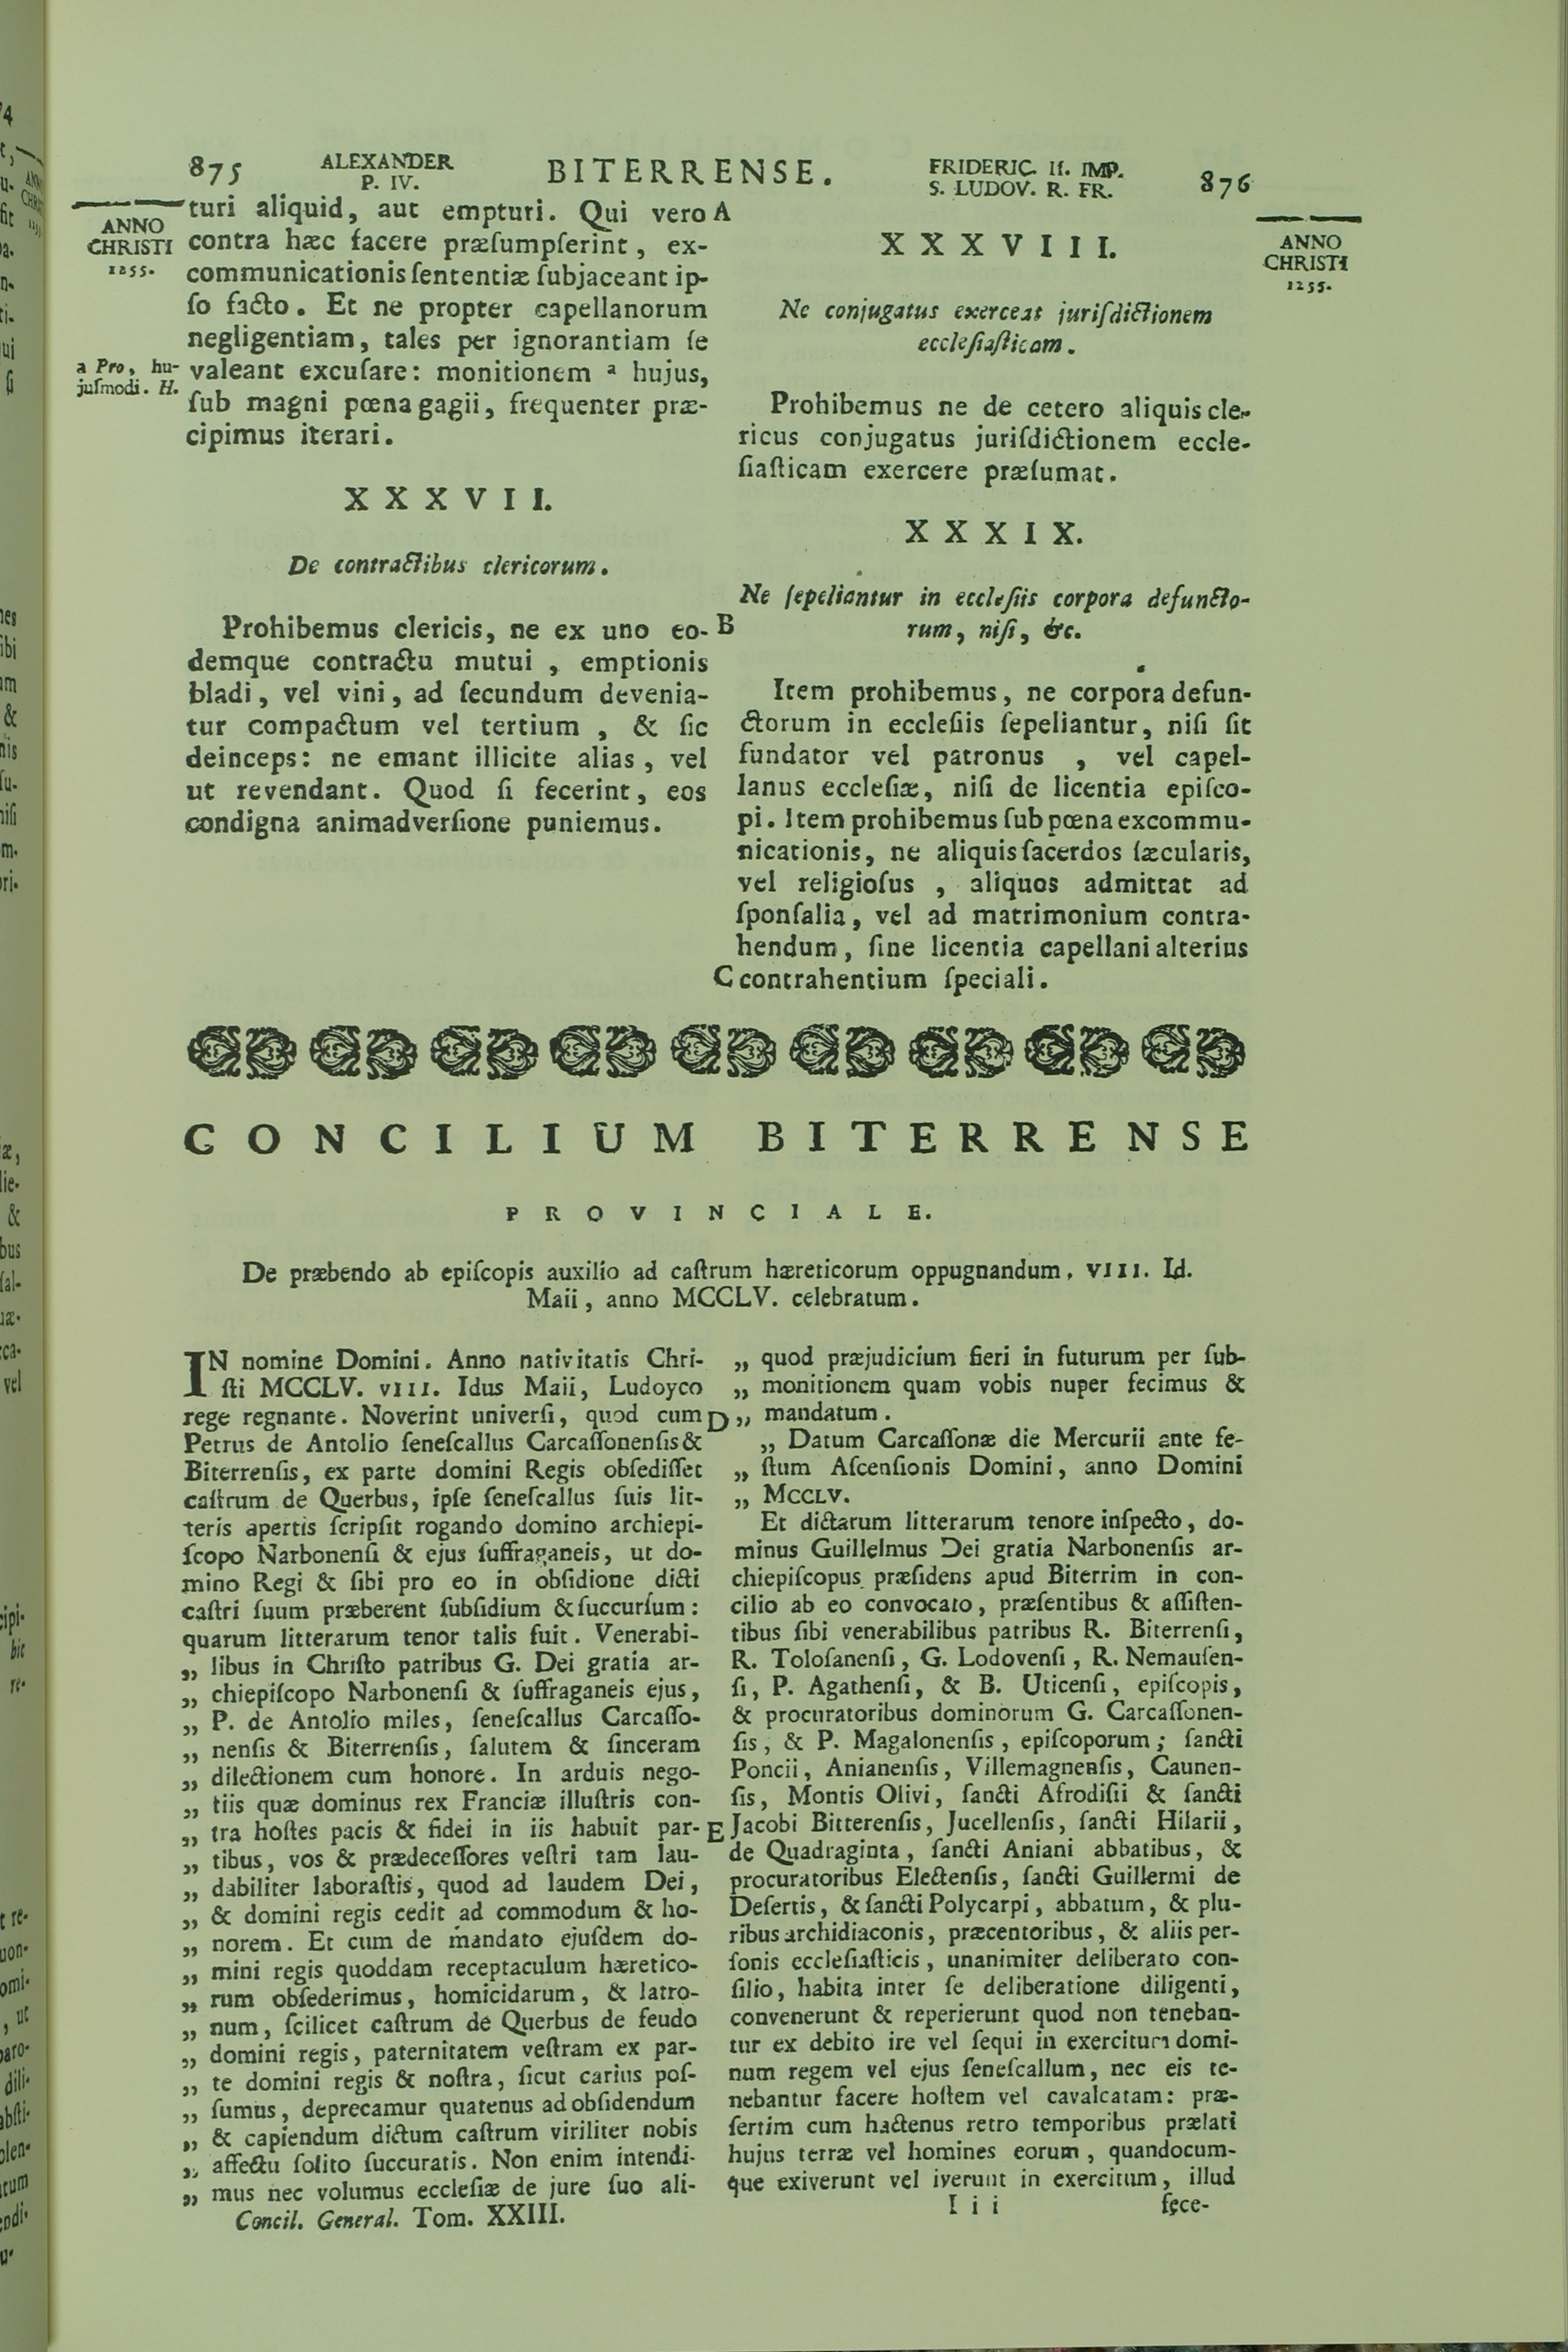 875
ALEXANDER
P. IV.
BITERRENSE.
FRIDERIC. II. IMP.
S. LUDOV. R. FR.
876
ANNO
CHRISTI
1255.
turi aliquid, aut empturi. Qui vero A
contra hæc facere præſumpſerint, ex-
communicationis ſententiæ ſubjaceant ip-
ſo facto. Et ne propter capellanorum
negligentiam, tales per ignorantiam ſe
valeant excuſare: monitionem ª hujus,
ſub magni pœna gagii, frequenter præ-
cipimus iterari.
a Pro, hu-
juſmodi. H.
XXXVII.
De contractibus clericorum.
Prohibemus clericis, ne ex uno eo- B
demque contractu mutui, emptionis
bladi, vel vini, ad ſecundum devenia-
tur compactum vel tertium, & ſic
deinceps: ne emant illicite alias, vel
ut revendant. Quod ſi fecerint, eos
condigna animadverſione puniemus.
ANNO
CHRISTI
1255.
XXXVIII.
Ne conjugatus exerceat juriſdictionem
eccleſiaſticam.
Prohibemus ne de cetero aliquis cle-
ricus conjugatus juriſdictionem eccle-
ſiaſticam exercere præſumat.
XXXIX.
Ne ſepeliantur in eccleſiis corpora defuncto-
rum, niſi, &c.
Item prohibemus, ne corpora defun-
ctorum in eccleſiis ſepeliantur, niſi ſit
fundator vel patronus, vel capel-
lanus eccleſiæ, niſi de licentia epiſco-
pi. Item prohibemus ſub pœna excommu-
nicationis, ne aliquis ſacerdos ſæcularis,
vel religioſus, aliquos admittat ad
ſponſalia, vel ad matrimonium contra-
hendum, ſine licentia capellani alterius
C contrahentium ſpeciali.
CONCILIUM BITERRENSE
PROVINCIALE.
De præbendo ab epiſcopis auxilio ad caſtrum hæreticorum oppugnandum, VIII. Id.
Maii, anno MCCLV. celebratum.
IN nomine Domini. Anno nativitatis Chri-
ſti MCCLV. VIII. Idus Maii, Ludoyco
rege regnante. Noverint univerſi, quod cum D
Petrus de Antolio ſeneſcallus Carcaſſonenſis &
Biterrenſis, ex parte domini Regis obſediſſet
caſtrum de Querbus, ipſe ſeneſcallus ſuis lit-
teris apertis ſcripſit rogando domino archiepi-
ſcopo Narbonenſi & ejus ſuffraganeis, ut do-
mino Regi & ſibi pro eo in obſidione dicti
caſtri ſuum præberent ſubſidium & ſuccurſum:
quarum litterarum tenor talis fuit. Venerabi-
„ libus in Chriſto patribus G. Dei gratia ar-
„ chiepiſcopo Narbonenſi & ſuffraganeis ejus,
„ P. de Antolio miles, ſeneſcallus Carcaſſo-
„ nenſis & Biterrenſis, ſalutem & ſinceram
„ dilectionem cum honore. In arduis nego-
„ tiis quæ dominus rex Franciæ illuſtris con-
„ tra hoſtes pacis & fidei in iis habuit par- E
„ tibus, vos & prædeceſſores veſtri tam lau-
„ dabiliter laboraſtis, quod ad laudem Dei,
„ & domini regis cedit ad commodum & ho-
„ norem. Et cum de mandato ejuſdem do-
„ mini regis quoddam receptaculum hæretico-
„ rum obſederimus, homicidarum, & latro-
„ num, ſcilicet caſtrum de Querbus de feudo
„ domini regis, paternitatem veſtram ex par-
„ te domini regis & noſtra, ſicut carius poſ-
„ ſumus, deprecamur quatenus ad obſidendum
„ & capiendum dictum caſtrum viriliter nobis
„ affectu ſolito ſuccuratis. Non enim intendi-
„ mus nec volumus eccleſiæ de jure ſuo ali-
„ quod præjudicium fieri in futurum per ſub-
„ monitionem quam vobis nuper fecimus &
„ mandatum.
„ Datum Carcaſſonæ die Mercurii ante fe-
„ ſtum Aſcenſionis Domini, anno Domini
„ MCCLV.
Et dictarum litterarum tenore inſpecto, do-
minus Guillelmus Dei gratia Narbonenſis ar-
chiepiſcopus præſidens apud Biterrim in con-
cilio ab eo convocato, præſentibus & aſſiſten-
tibus ſibi venerabilibus patribus R. Biterrenſi,
R. Toloſanenſi, G. Lodovenſi, R. Nemauſen-
ſi, P. Agathenſi, & B. Uticenſi, epiſcopis,
& procuratoribus dominorum G. Carcaſſonen-
ſis, & P. Magalonenſis, epiſcoporum; ſancti
Poncii, Anianenſis, Villemagnenſis, Caunen-
ſis, Montis Olivi, ſancti Afrodiſii & ſancti
Jacobi Bitterenſis, Jucellenſis, ſancti Hilarii,
de Quadraginta, ſancti Aniani abbatibus, &
procuratoribus Electenſis, ſancti Guillermi de
Deſertis, & ſancti Polycarpi, abbatum, & plu-
ribus archidiaconis, præcentoribus, & aliis per-
ſonis eccleſiaſticis, unanimiter deliberato con-
ſilio, habita inter ſe deliberatione diligenti,
convenerunt & reperierunt quod non teneban-
tur ex debito ire vel ſequi in exercitum domi-
num regem vel ejus ſeneſcallum, nec eis te-
nebantur facere hoſtem vel cavalcatam: præ-
ſertim cum hactenus retro temporibus prælati
hujus terræ vel homines eorum, quandocum-
que exiverunt vel iverunt in exercitum, illud
Concil. General. Tom. XXIII.
Iii
fece-